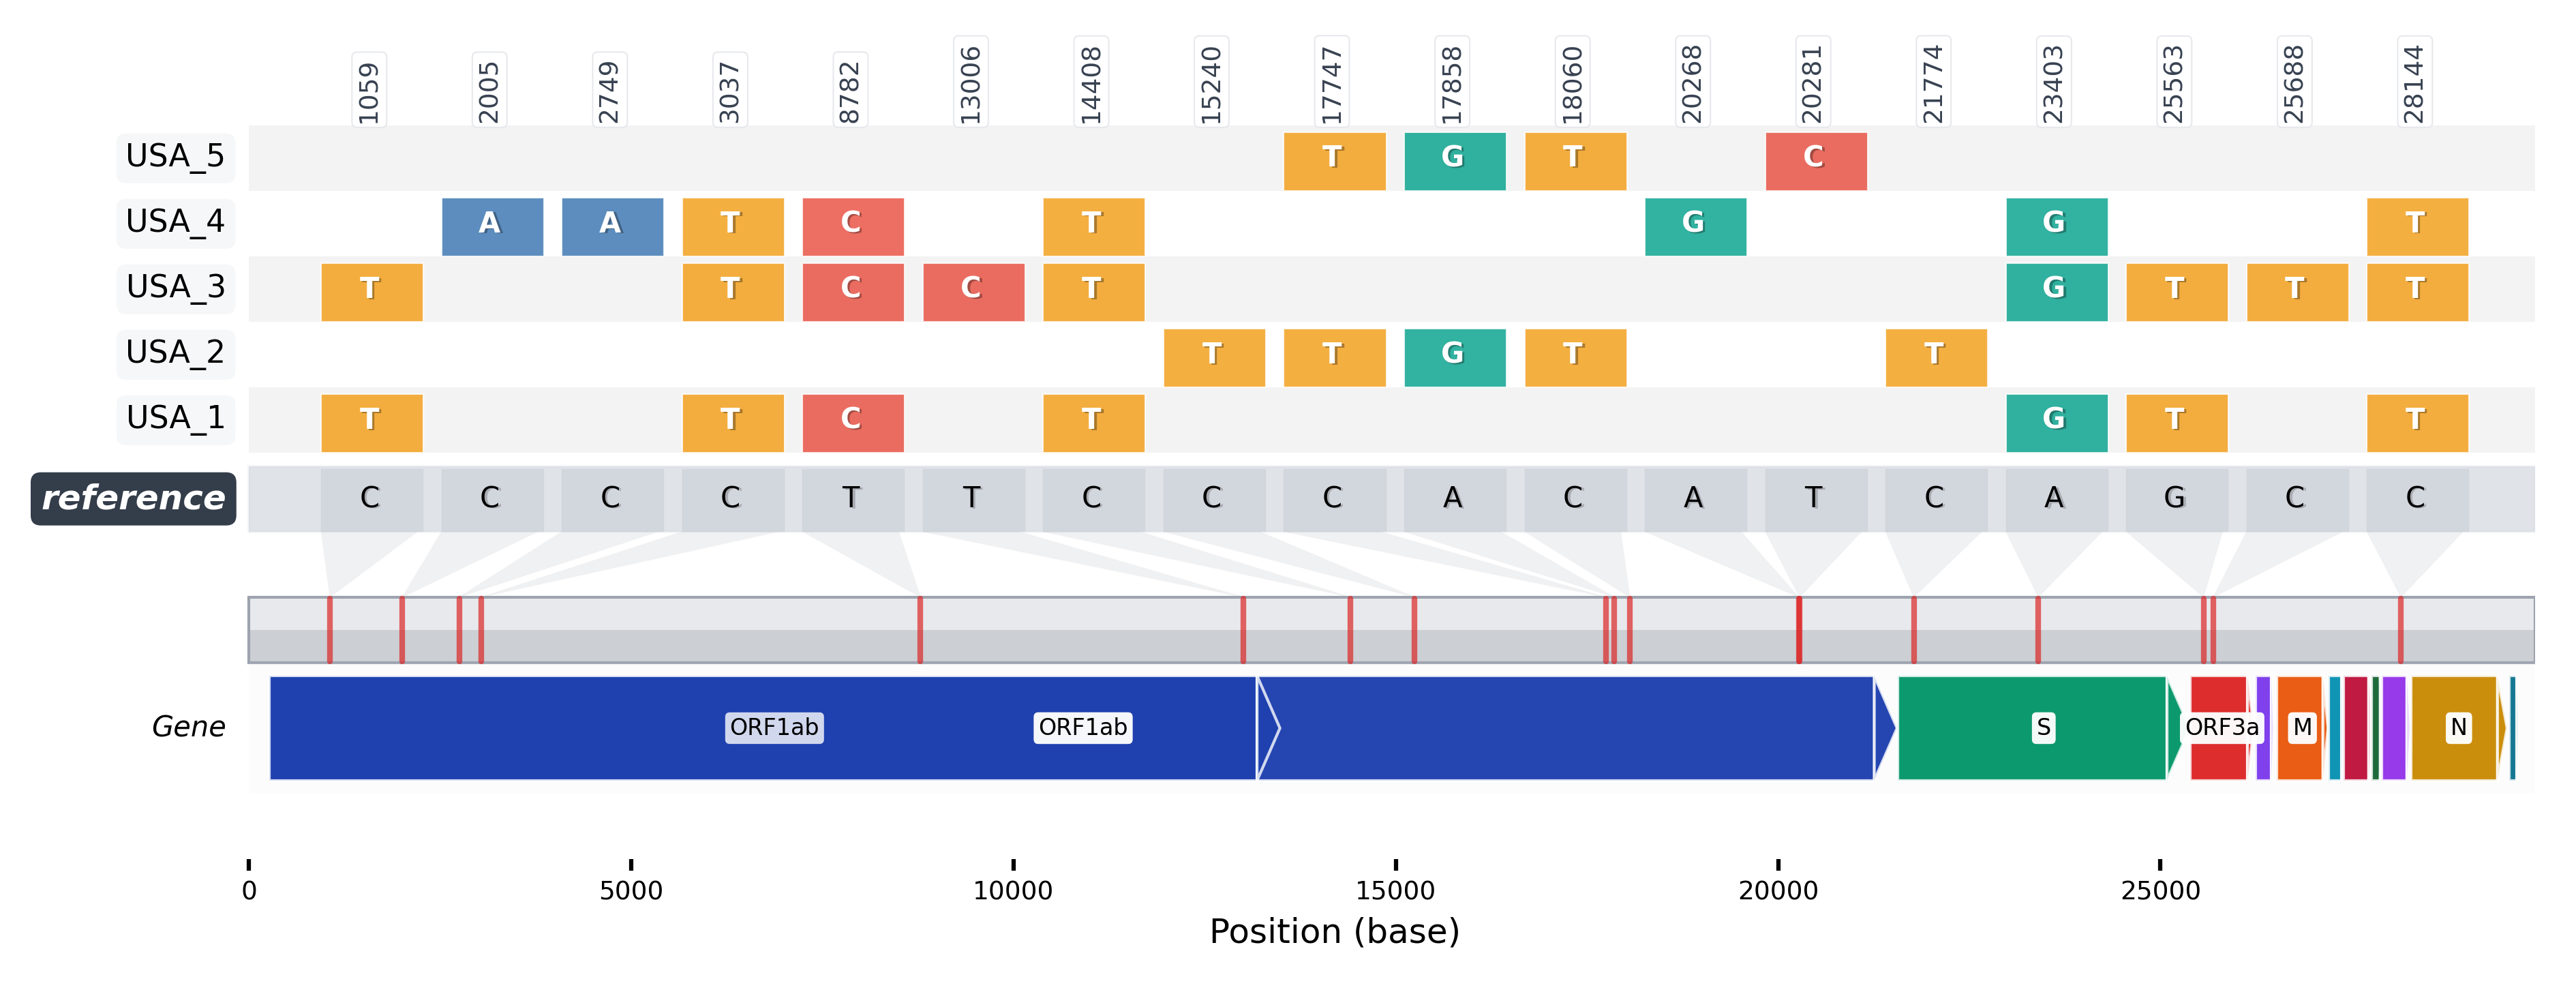 1059 2005 2749 3037 8782 13006 14408 15240 17747 17858 18060 20268 20281 21774 23403 25563 25688 28144
USA_5 T G T C
USA_4 A A T C T G G T
USA_3 T T C C T G T T T
USA_2 T T G T T
USA_1 T T C T G T T
reference C C C C T T C C C A C A T C A G C C
Gene ORF1ab ORF1ab S ORF3a M N
0 5000 10000 15000 20000 25000
Position (base)